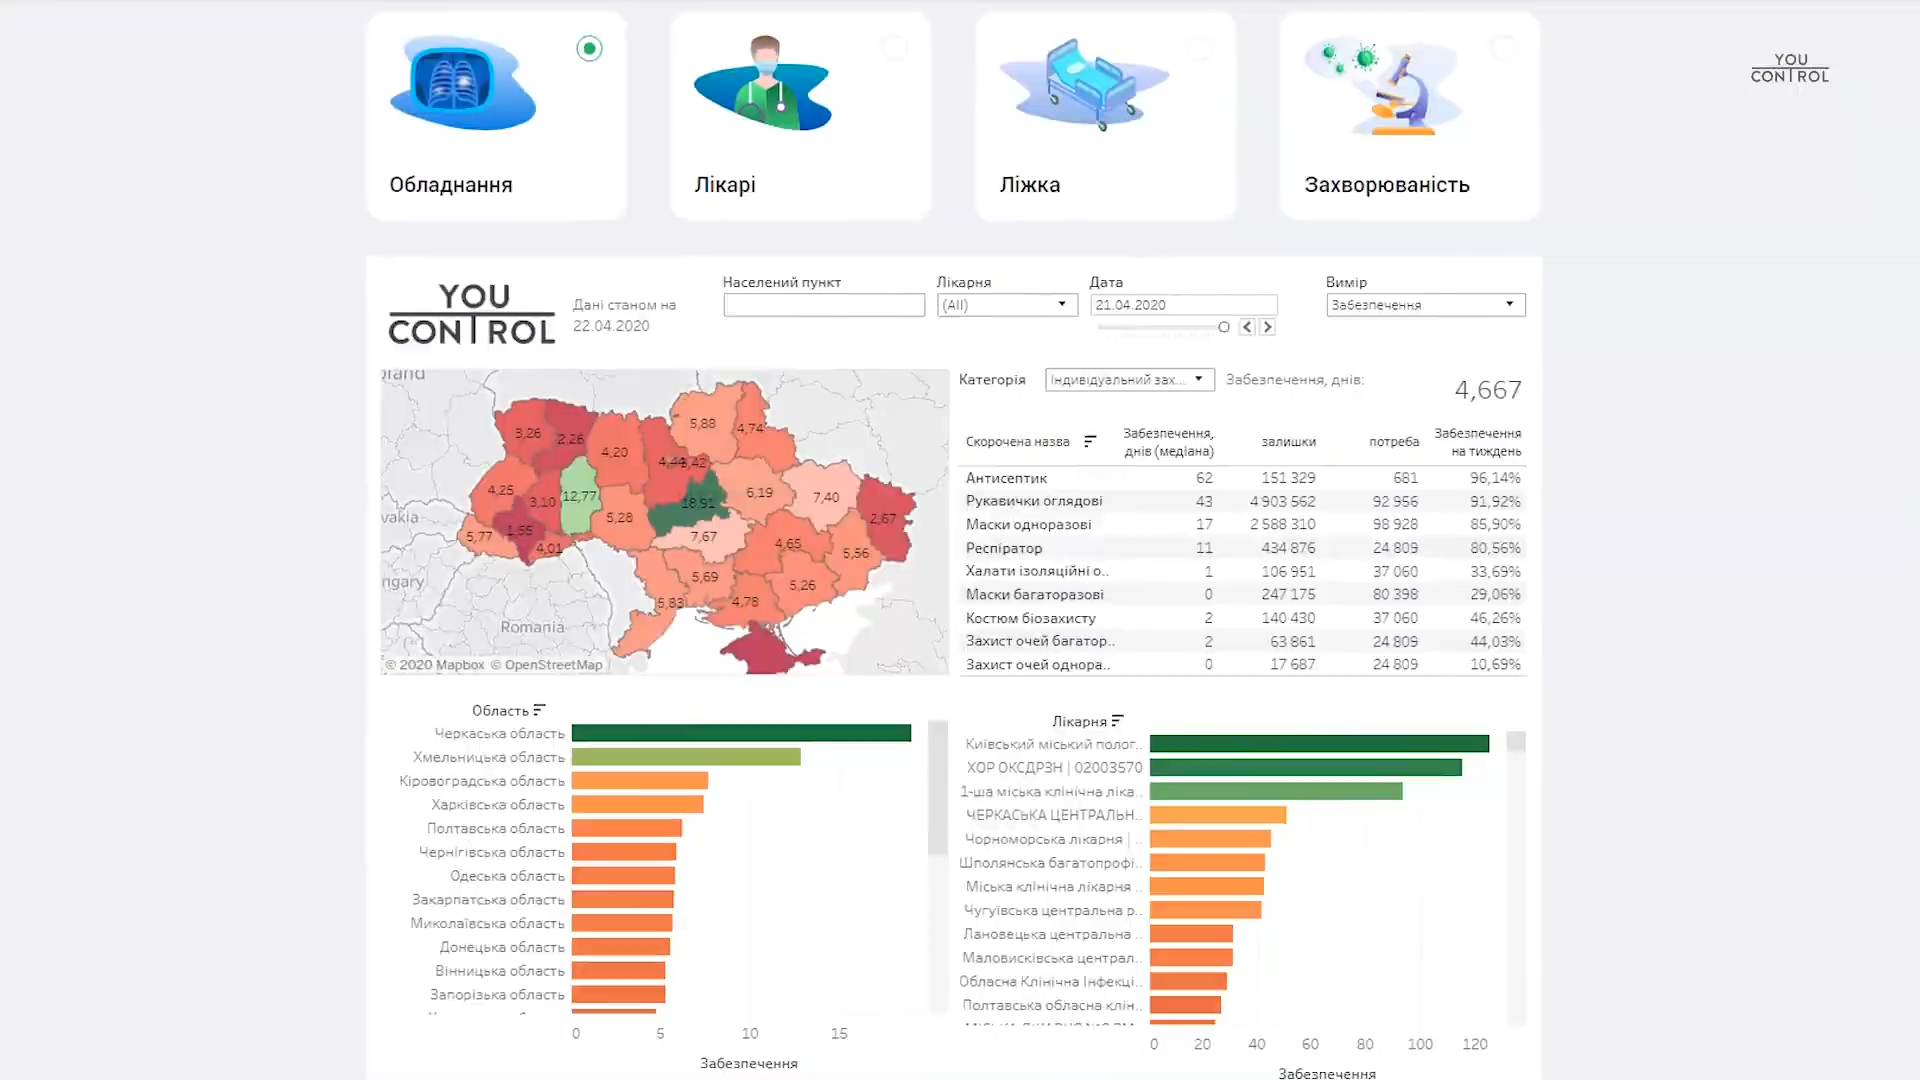 YOU
CONTROL
Обладнання
Лікарі
Ліжка
Захворюваність
YOU
CONTROL
Дані станом на
22.04.2020
Населений пункт
Лікарня
(All)
Дата
21.04.2020
Вимір
Забезпечення
Категорія
Індивідуальний зах...
Забезпечення, днів:
4,667
3,26
2,26
4,20
5,88
4,74
4,25
3,10
12,77
5,28
18,91
6,19
7,40
2,67
5,77
1,55
4,01
7,67
4,65
5,56
5,69
5,26
5,83
4,78
vakia
ngary
Romania
© 2020 Mapbox © OpenStreetMap
Скорочена назва
Забезпечення, днів (медіана)
залишки
потреба
Забезпечення на тиждень
Антисептик 62 151 329 681 96,14%
Рукавички оглядові 43 4 903 562 92 956 91,92%
Маски одноразові 17 2 588 310 98 928 85,90%
Респіратор 11 434 876 24 809 80,56%
Халати ізоляційні о.. 1 106 951 37 060 33,69%
Маски багаторазові 0 247 175 80 398 29,06%
Костюм біозахисту 2 140 430 37 060 46,26%
Захист очей багатор.. 2 63 861 24 809 44,03%
Захист очей однора.. 0 17 687 24 809 10,69%
Область
Черкаська область
Хмельницька область
Кіровоградська область
Харківська область
Полтавська область
Чернігівська область
Одеська область
Закарпатська область
Миколаївська область
Донецька область
Вінницька область
Запорізька область
0 5 10 15
Забезпечення
Лікарня
Київський міський полог..
ХОР ОКСДРЗН | 02003570
1-ша міська клінічна ліка..
ЧЕРКАСЬКА ЦЕНТРАЛЬН..
Чорноморська лікарня | ..
Шполянська багатопрофі..
Міська клінічна лікарня ..
Чугуївська центральна р..
Лановецька центральна ..
Маловисківська централ..
Обласна Клінічна Інфекці..
Полтавська обласна клін..
0 20 40 60 80 100 120
Забезпечення